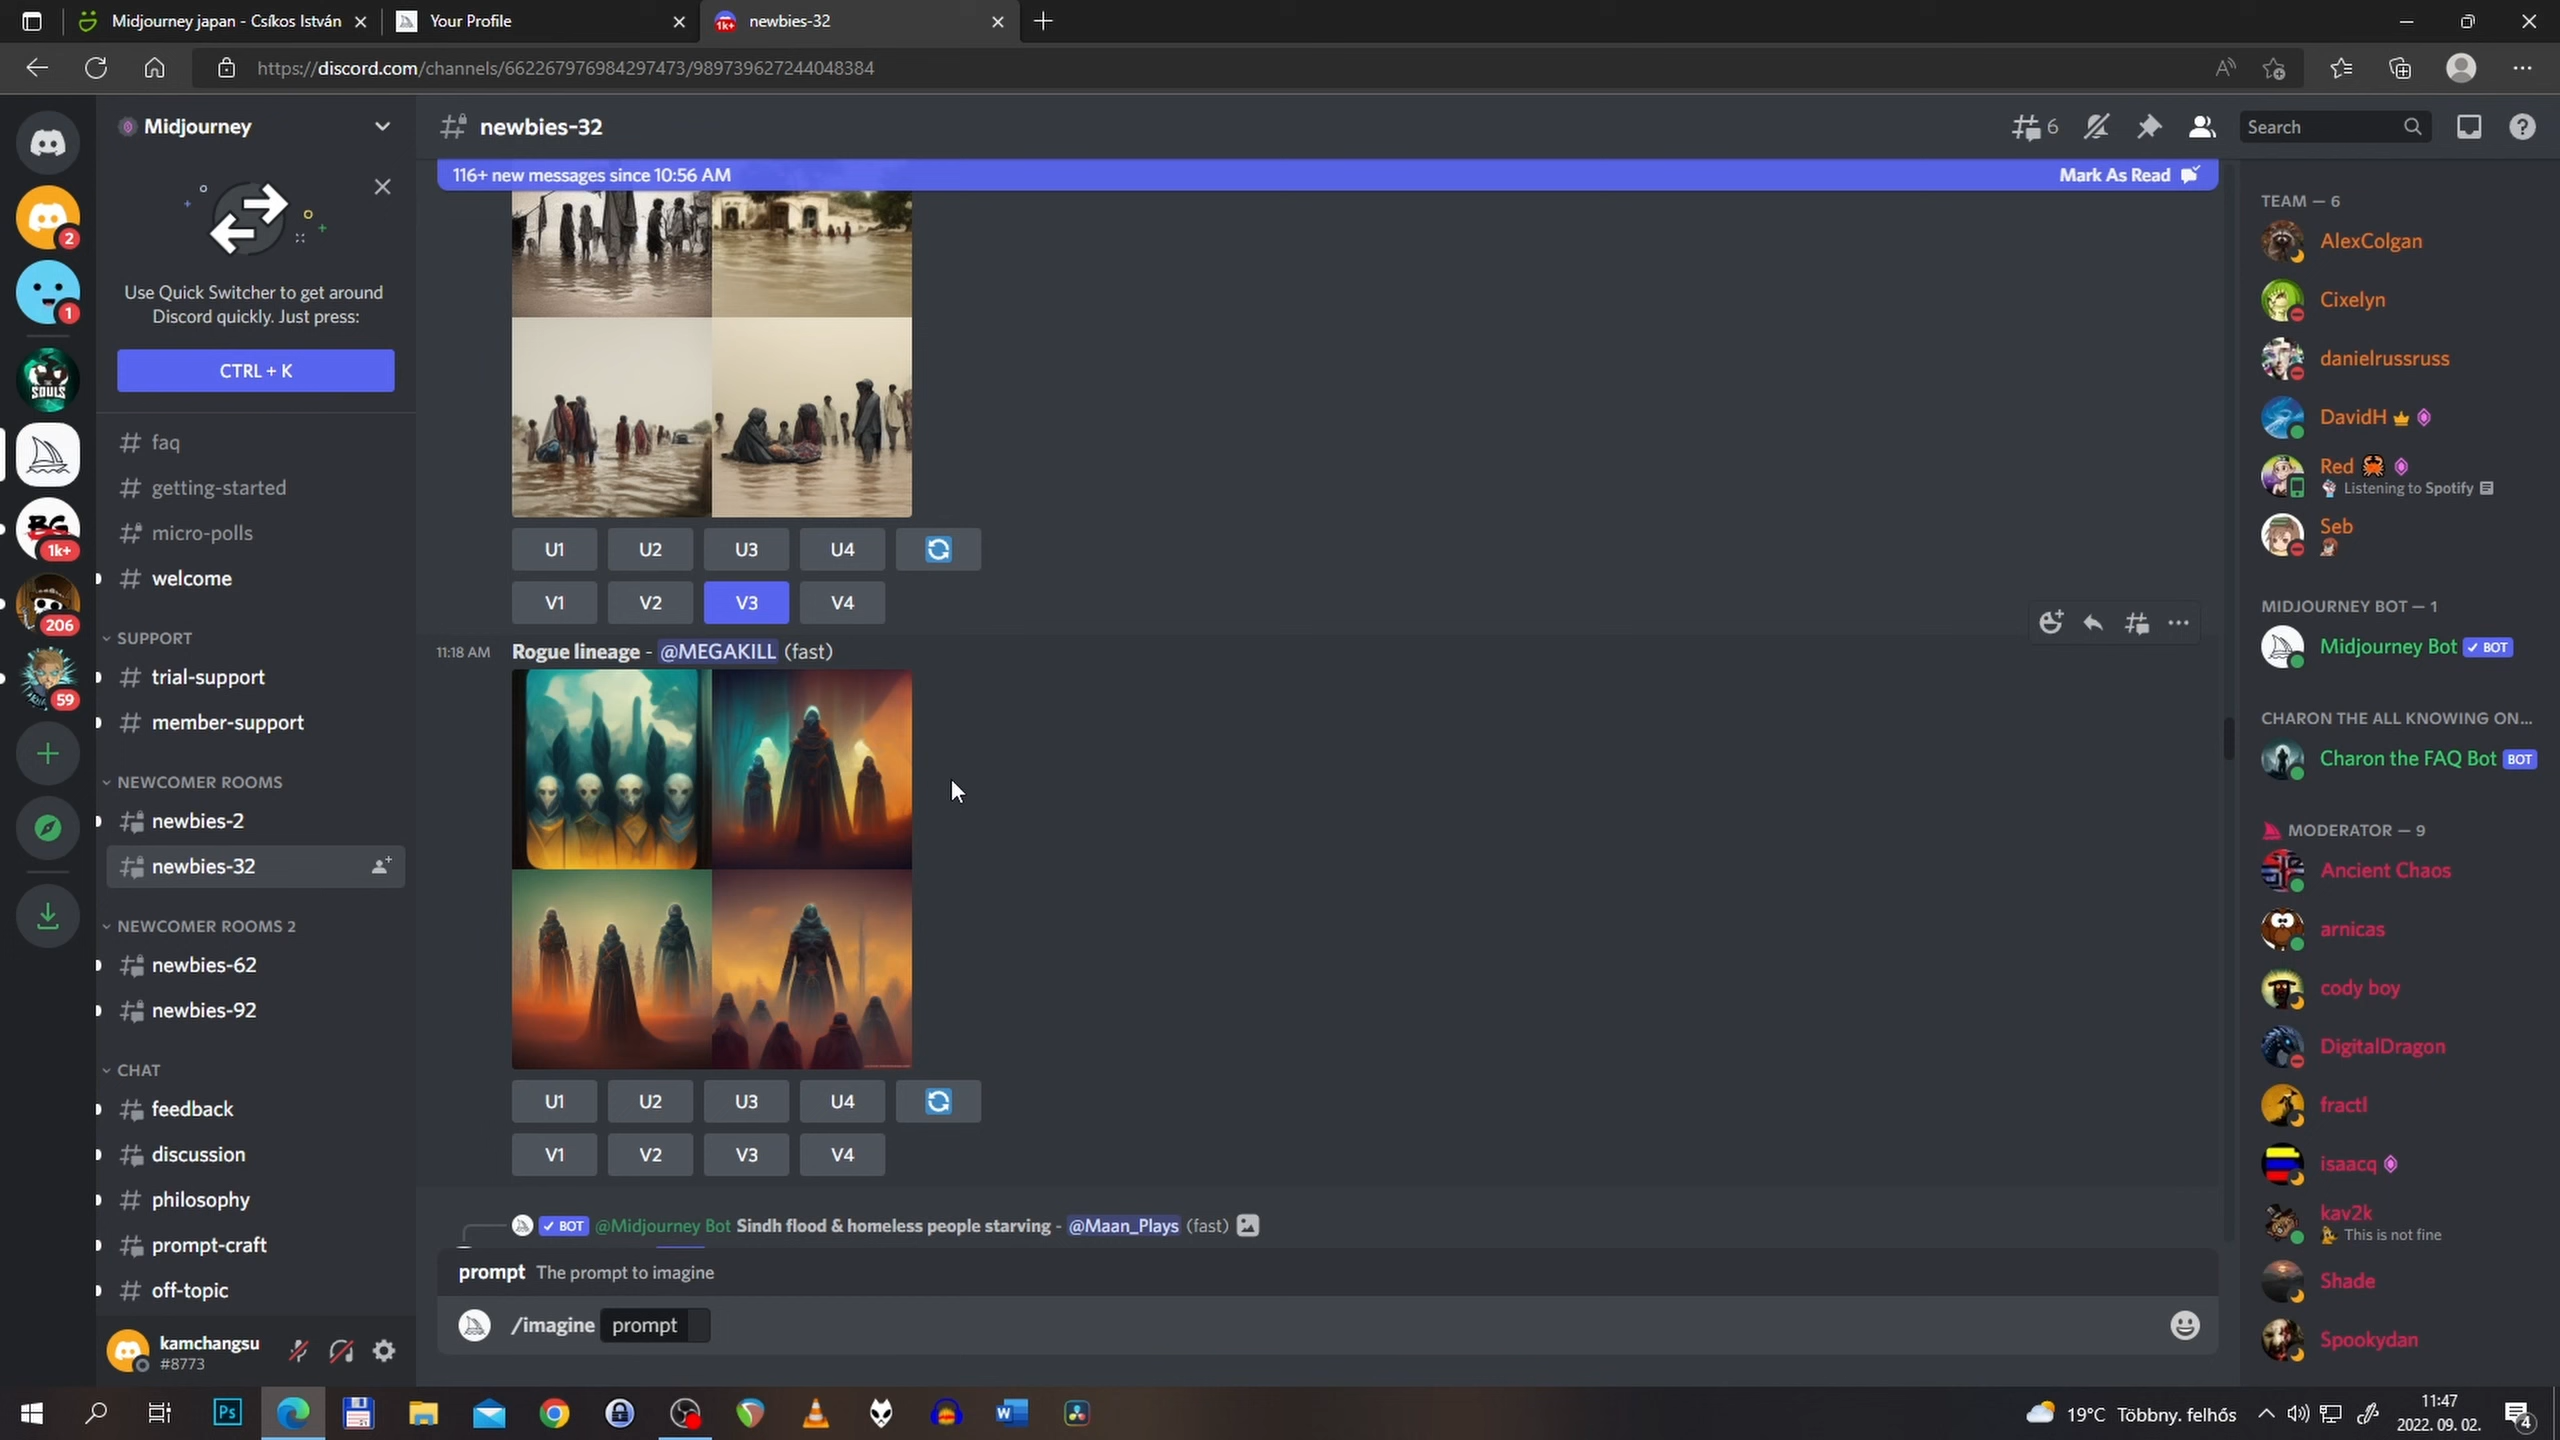 Midjourney japan - Csíkos István
Your Profile
1k+
newbies-32
https://discord.com/channels/662267976984297473/989739627244048384
Midjourney
Use Quick Switcher to get around
Discord quickly. Just press:
CTRL + K
2
1
THE
SOULS
BG
1k+
206
59
# faq
# getting-started
# micro-polls
# welcome
SUPPORT
# trial-support
# member-support
NEWCOMER ROOMS
newbies-2
newbies-32
NEWCOMER ROOMS 2
newbies-62
newbies-92
CHAT
feedback
discussion
# philosophy
prompt-craft
# off-topic
kamchangsu
#8773
newbies-32
6
Search
116+ new messages since 10:56 AM
Mark As Read
U1 U2 U3 U4
V1 V2 V3 V4
11:18 AM Rogue lineage - @MEGAKILL (fast)
U1 U2 U3 U4
V1 V2 V3 V4
BOT @Midjourney Bot Sindh flood & homeless people starving - @Maan_Plays (fast)
prompt The prompt to imagine
/imagine prompt
TEAM — 6
AlexColgan
Cixelyn
danielrussruss
DavidH
Red
Listening to Spotify
Seb
MIDJOURNEY BOT — 1
Midjourney Bot BOT
CHARON THE ALL KNOWING ON...
Charon the FAQ Bot BOT
MODERATOR — 9
Ancient Chaos
arnicas
cody boy
DigitalDragon
fractl
isaacq
kav2k
This is not fine
Shade
Spookydan
Ps
W
19°C Többny. felhős
11:47
2022. 09. 02.
4